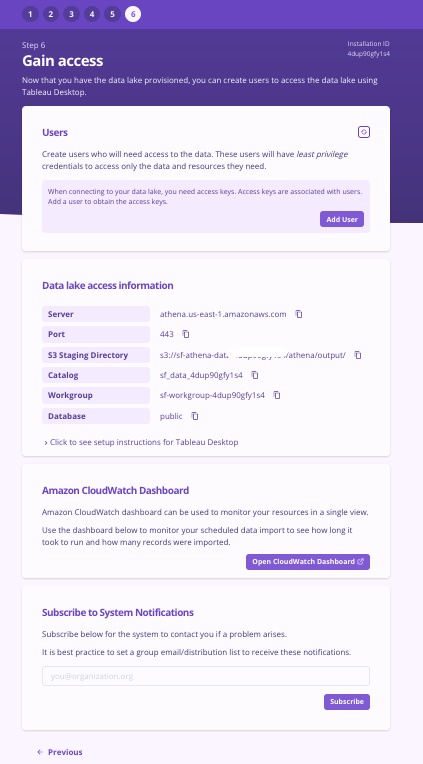 1 2 3 4 5 6
Step 6
Installation ID
4dup90gfy1s4
Gain access
Now that you have the data lake provisioned, you can create users to access the data lake using
Tableau Desktop.
Users
Create users who will need access to the data. These users will have least privilege
credentials to access only the data and resources they need.
When connecting to your data lake, you need access keys. Access keys are associated with users.
Add a user to obtain the access keys.
Add User
Data lake access information
Server athena.us-east-1.amazonaws.com
Port 443
S3 Staging Directory /athena/output/
Catalog sf_data_4dup90gfy1s4
Workgroup sf-workgroup-4dup90gfy1s4
Database public
› Click to see setup instructions for Tableau Desktop
Amazon CloudWatch Dashboard
Amazon CloudWatch dashboard can be used to monitor your resources in a single view.
Use the dashboard below to monitor your scheduled data import to see how long it
took to run and how many records were imported.
Open CloudWatch Dashboard
Subscribe to System Notifications
Subscribe below for the system to contact you if a problem arises.
It is best practice to set a group email/distribution list to receive these notifications.
you@organization.org
Subscribe
← Previous